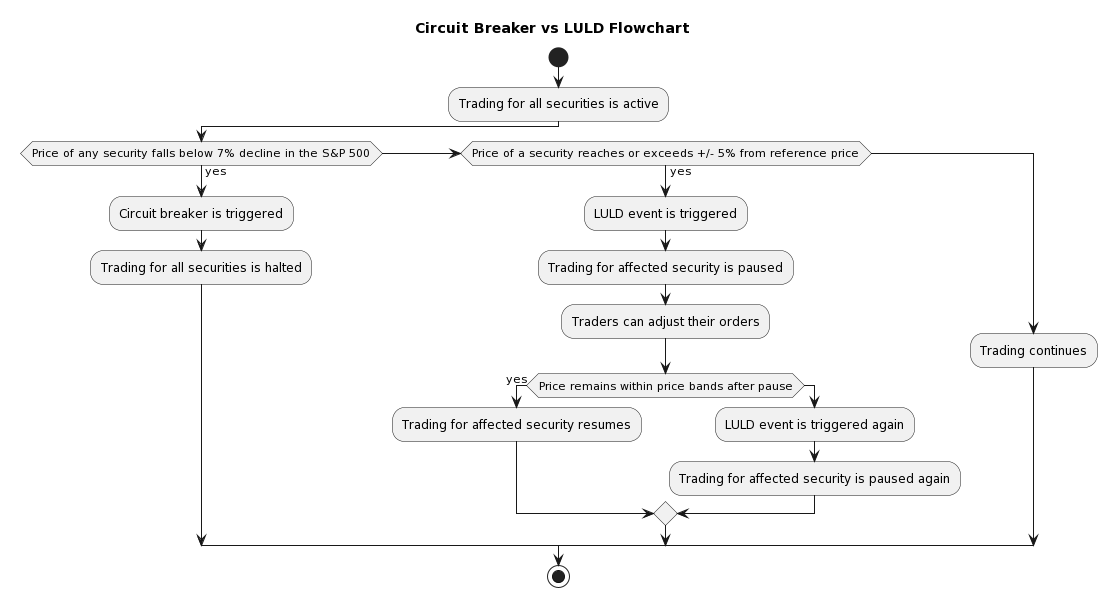 Circuit Breaker vs LULD Flowchart
Trading for all securities is active
Price of any security falls below 7% decline in the S&P 500
Price of a security reaches or exceeds +/- 5% from reference price
yes
yes
Circuit breaker is triggered
LULD event is triggered
Trading for all securities is halted
Trading for affected security is paused
Traders can adjust their orders
Trading continues
yes
Price remains within price bands after pause
Trading for affected security resumes
LULD event is triggered again
Trading for affected security is paused again